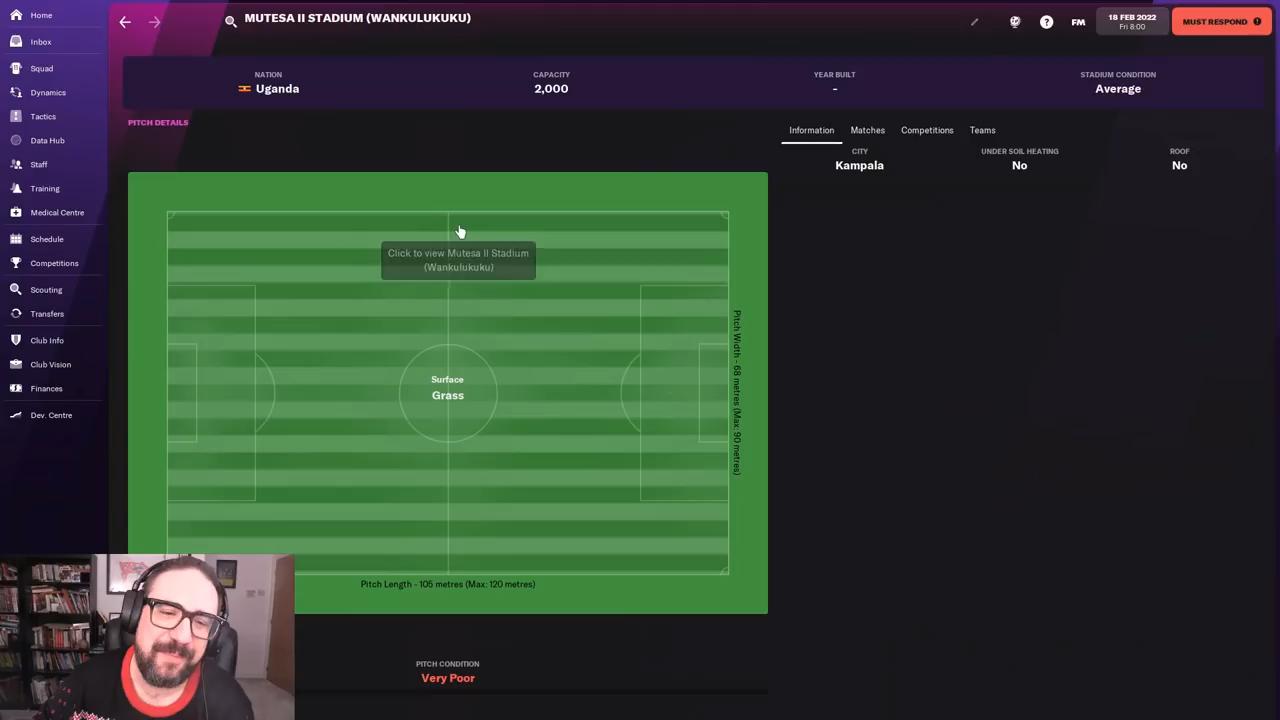 Home
Inbox
Squad
Dynamics
Tactics
Data Hub
Staff
Training
Medical Centre
Schedule
Competitions
Scouting
Transfers
Club Info
Club Vision
Finances
Dev. Centre
MUTESA II STADIUM (WANKULUKUKU)
?
FM
18 FEB 2022
Fri 8:00
MUST RESPOND
NATION
Uganda
CAPACITY
2,000
YEAR BUILT
-
STADIUM CONDITION
Average
PITCH DETAILS
Click to view Mutesa II Stadium
(Wankulukuku)
Surface
Grass
Pitch Width - 68 metres (Max: 90 metres)
Pitch Length - 105 metres (Max: 120 metres)
PITCH CONDITION
Very Poor
Information Matches Competitions Teams
CITY
Kampala
UNDER SOIL HEATING
No
ROOF
No